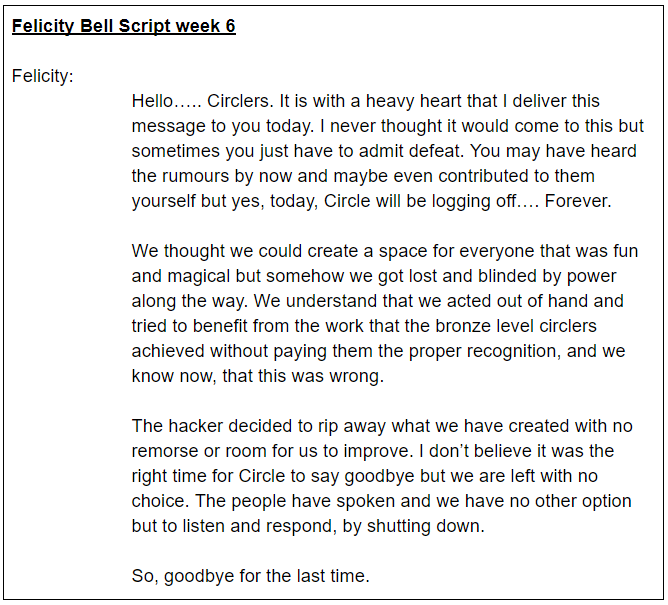 Felicity Bell Script week 6
Felicity:
Hello….. Circlers. It is with a heavy heart that I deliver this
message to you today. I never thought it would come to this but
sometimes you just have to admit defeat. You may have heard
the rumours by now and maybe even contributed to them
yourself but yes, today, Circle will be logging off…. Forever.
We thought we could create a space for everyone that was fun
and magical but somehow we got lost and blinded by power
along the way. We understand that we acted out of hand and
tried to benefit from the work that the bronze level circlers
achieved without paying them the proper recognition, and we
know now, that this was wrong.
The hacker decided to rip away what we have created with no
remorse or room for us to improve. I don’t believe it was the
right time for Circle to say goodbye but we are left with no
choice. The people have spoken and we have no other option
but to listen and respond, by shutting down.
So, goodbye for the last time.